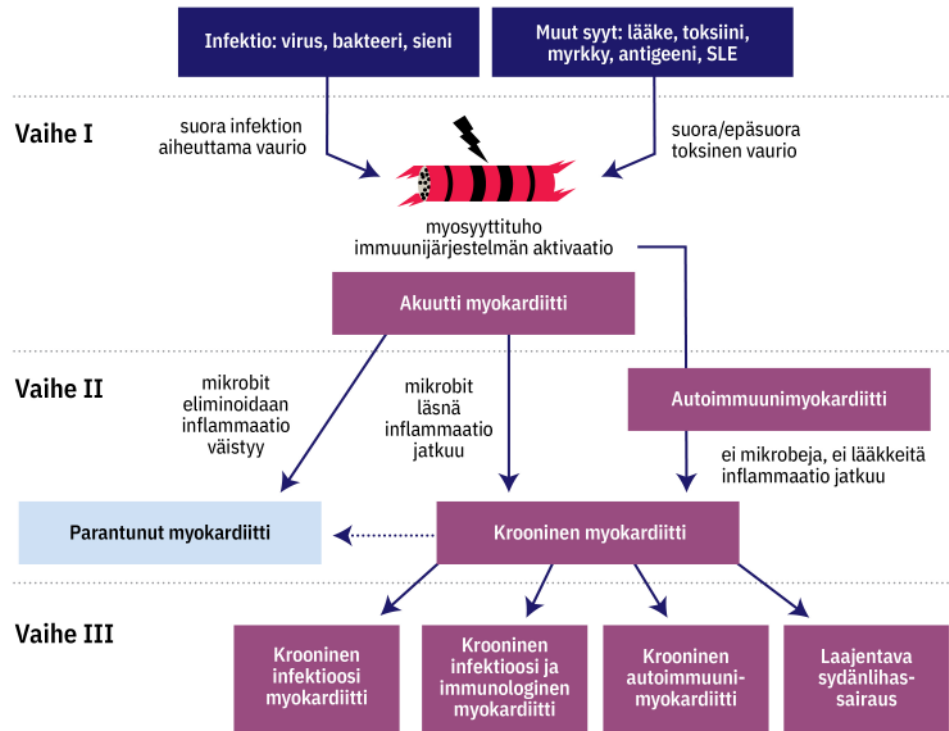 Infektio: virus, bakteeri, sieni
Muut syyt: lääke, toksiini,
myrkky, antigeeni, SLE
Vaihe I
suora infektion
aiheuttama vaurio
suora/epäsuora
toksinen vaurio
myosyyttituho
immuunijärjestelmän aktivaatio
Akuutti myokardiitti
Vaihe II
mikrobit
eliminoidaan
inflammaatio
väistyy
mikrobit
läsnä
inflammaatio
jatkuu
Autoimmuunimyokardiitti
ei mikrobeja, ei lääkkeitä
inflammaatio jatkuu
Parantunut myokardiitti
Krooninen myokardiitti
Vaihe III
Krooninen
infektioosi
myokardiitti
Krooninen
infektioosi ja
immunologinen
myokardiitti
Krooninen
autoimmuuni-
myokardiitti
Laajentava
sydänlihas-
sairaus